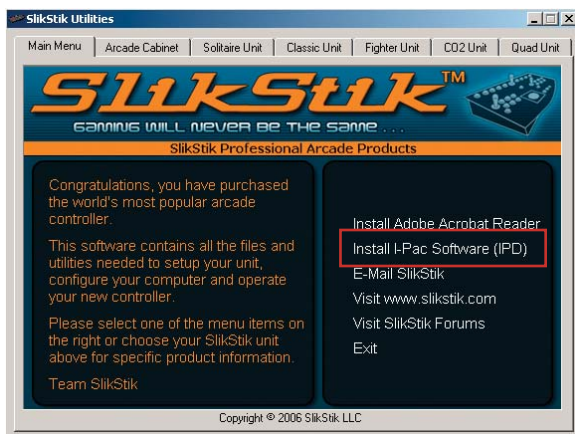 SlikStik Utilities
Main Menu
Arcade Cabinet
Solitaire Unit
Classic Unit
Fighter Unit
CO2 Unit
Quad Unit
SlikStik™
GAMING WILL NEVER BE THE SAME...
SlikStik Professional Arcade Products
Congratulations, you have purchased
the world's most popular arcade
controller.
This software contains all the files and
utilities needed to setup your unit,
configure your computer and operate
your new controller.
Please select one of the menu items on
the right or choose your SlikStik unit
above for specific product information.
Team SlikStik
Install Adobe Acrobat Reader
Install I-Pac Software (IPD)
E-Mail SlikStik
Visit www.slikstik.com
Visit SlikStik Forums
Exit
Copyright © 2006 SlikStik LLC